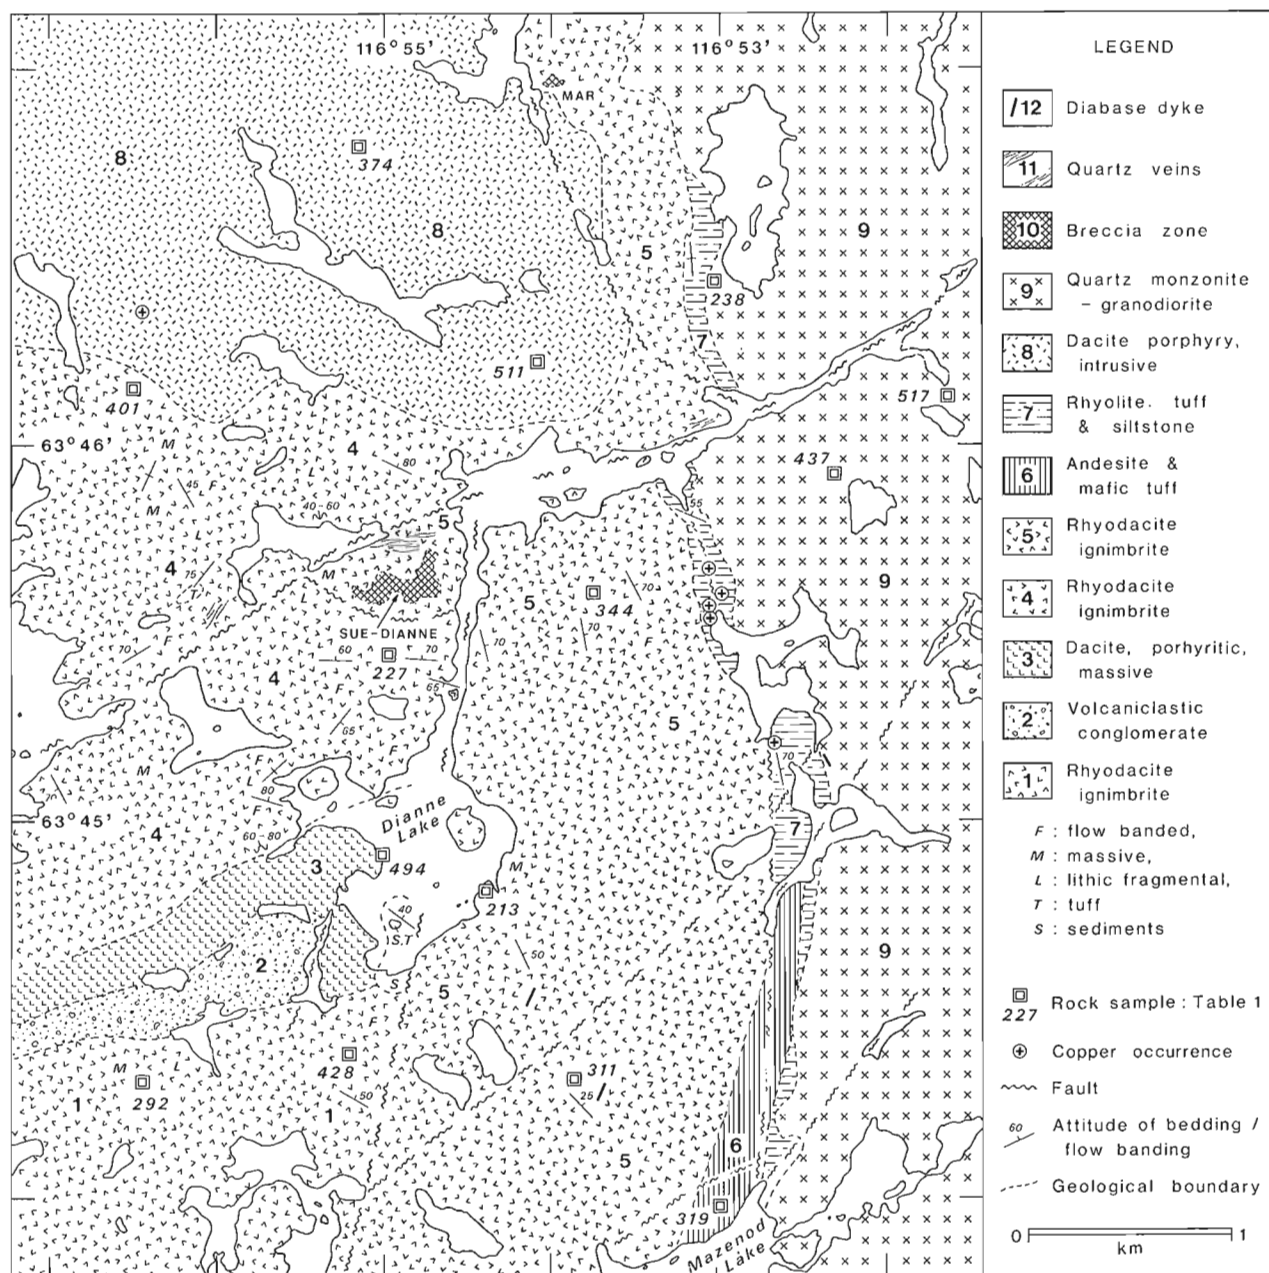 116° 55'
116° 53'
MAR
8
374
8
9
5
238
7
511
517
401
63° 46'
M
4
L
80
437
45
F
M
40-60
5
55
L
4
75
T
M
L
5
344
70
9
SUE-DIANNE
F
70
60
70
70
70
F
227
4
F
65
65
5
F
M
F
L
80
F
70
Dianne
Lake
63° 45'
4
60-80
3
494
M
7
213
40
S,T
2
S
5
50
9
F
M
L
428
311
25
292
1
50
1
5
6
319
Mazenod
Lake
LEGEND
/12 Diabase dyke
11 Quartz veins
10 Breccia zone
9 Quartz monzonite
– granodiorite
8 Dacite porphyry,
intrusive
7 Rhyolite. tuff
& siltstone
6 Andesite &
mafic tuff
5 Rhyodacite
ignimbrite
4 Rhyodacite
ignimbrite
3 Dacite, porhyritic,
massive
2 Volcaniclastic
conglomerate
1 Rhyodacite
ignimbrite
F : flow banded,
M : massive,
L : lithic fragmental,
T : tuff
S : sediments
227 Rock sample : Table 1
Copper occurrence
Fault
60 Attitude of bedding /
flow banding
Geological boundary
0 1
km